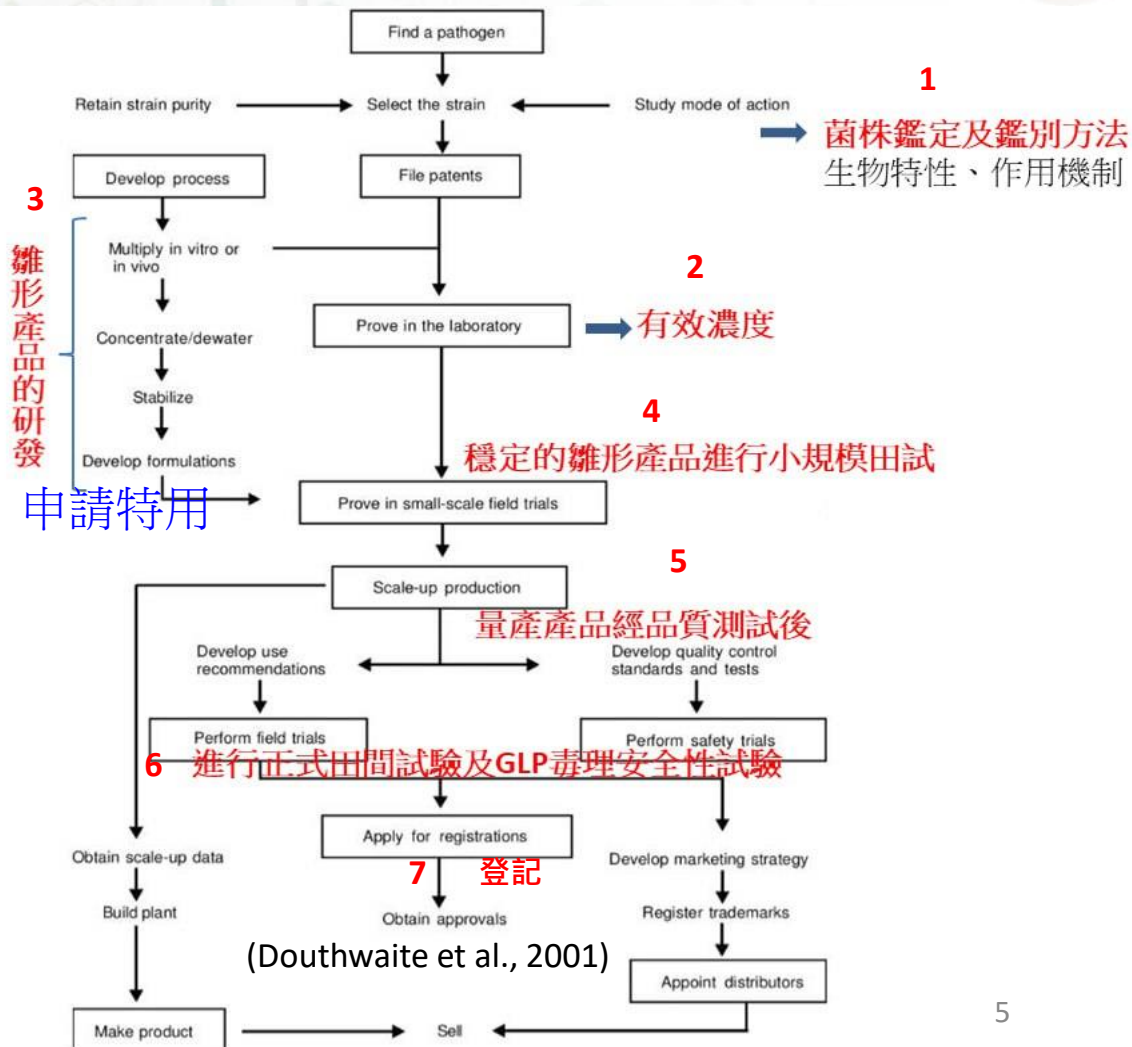 Find a pathogen
Retain strain purity
Select the strain
Study mode of action
1
菌株鑑定及鑑別方法
生物特性、作用機制
Develop process
File patents
3
雛形產品的研發
Multiply in vitro or
in vivo
2
Prove in the laboratory
有效濃度
Concentrate/dewater
Stabilize
4
穩定的雛形產品進行小規模田試
Develop formulations
申請特用
Prove in small-scale field trials
Scale-up production
5
量產產品經品質測試後
Develop use
recommendations
Develop quality control
standards and tests
Perform field trials
Perform safety trials
6 進行正式田間試驗及GLP毒理安全性試驗
Apply for registrations
7 登記
Obtain scale-up data
Develop marketing strategy
Build plant
Obtain approvals
Register trademarks
(Douthwaite et al., 2001)
Appoint distributors
Make product
Sell
5